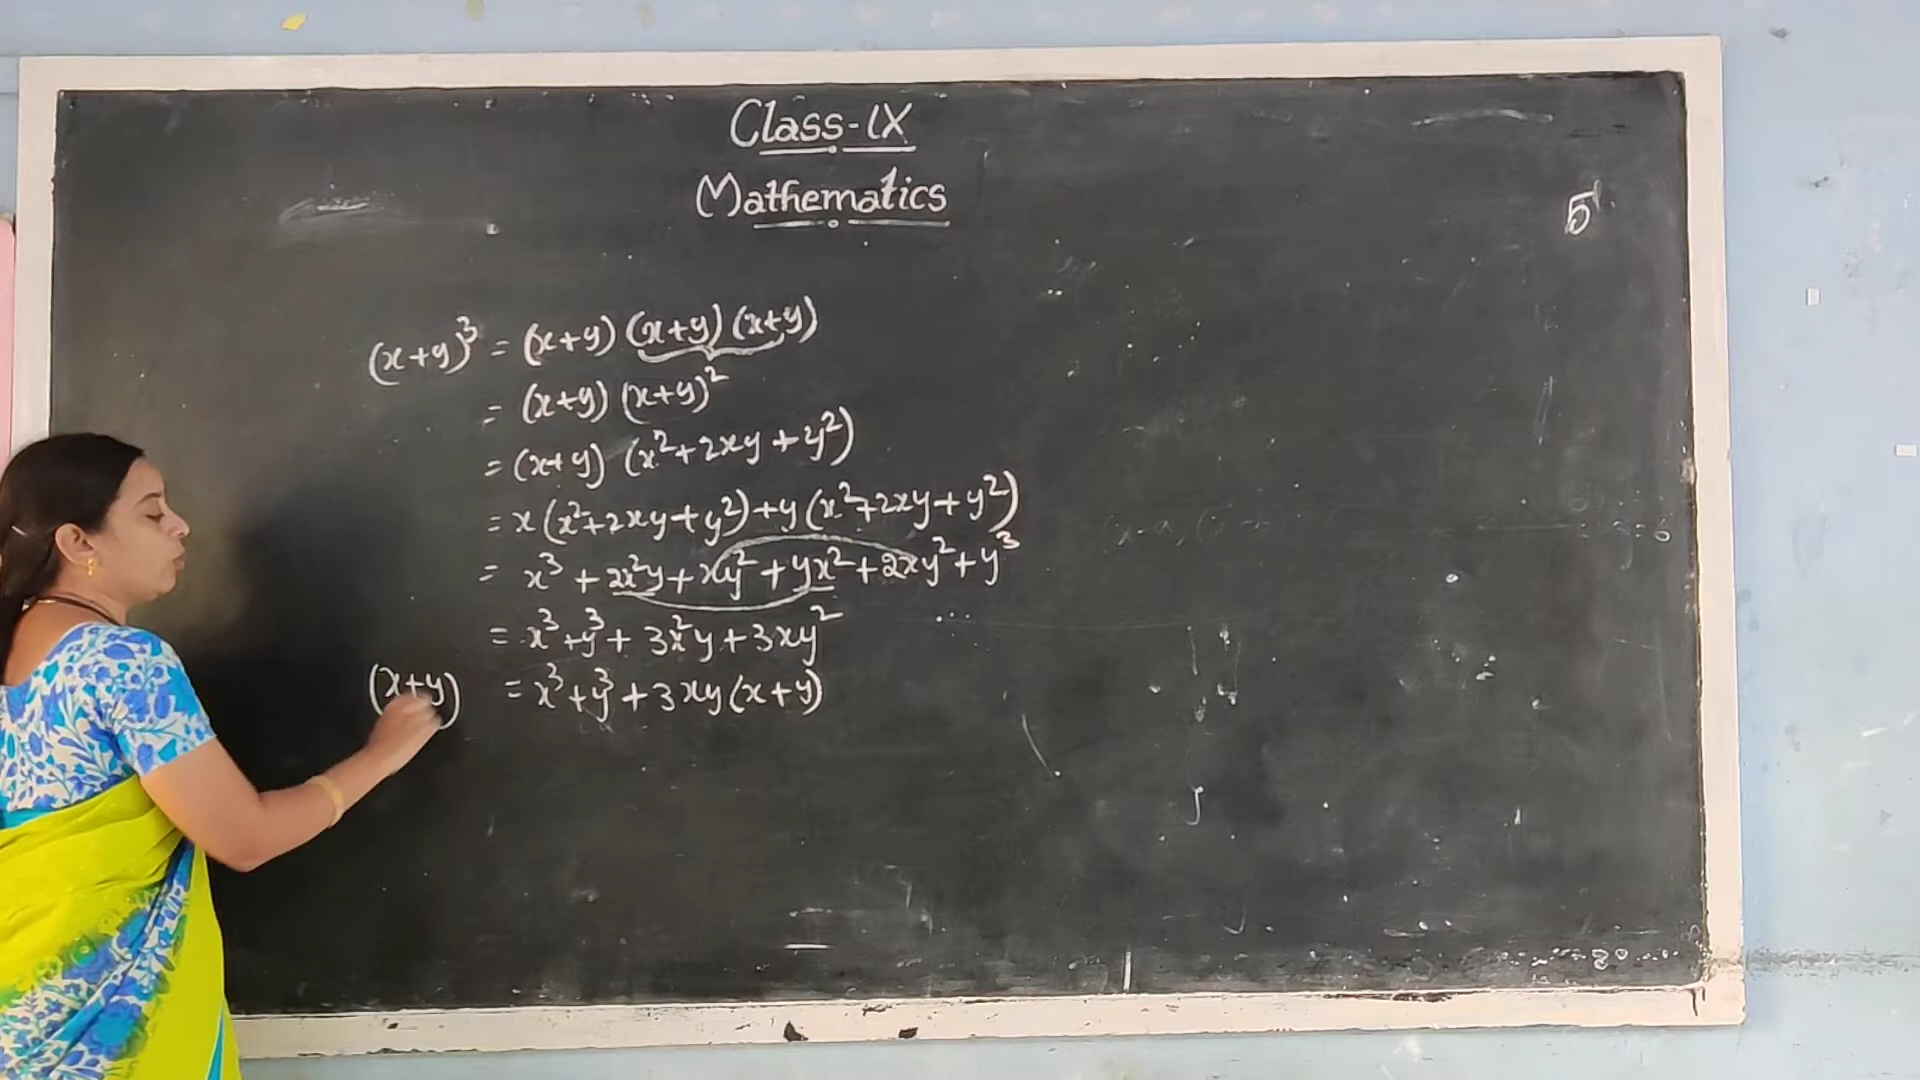 Class-IX
Mathematics
5
(x+y)³ = (x+y) (x+y) (x+y)
= (x+y) (x+y)²
= (x+y) (x²+2xy+y²)
= x(x²+2xy+y²)+y(x²+2xy+y²)
= x³ + 2x²y + xy² + yx² + 2xy² + y³
= x³+y³+ 3x²y+3xy²
(x+y) = x³+y³+3xy(x+y)